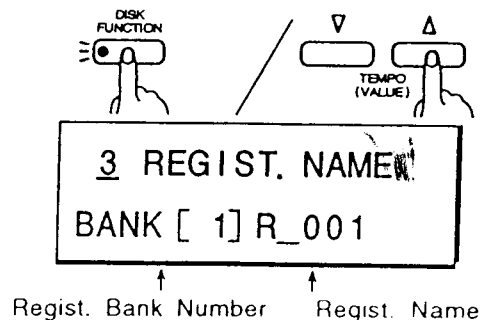 DISK
FUNCTION
TEMPO
(VALUE)
3 REGIST. NAME
BANK [ 1] R_001
Regist. Bank Number
Regist. Name